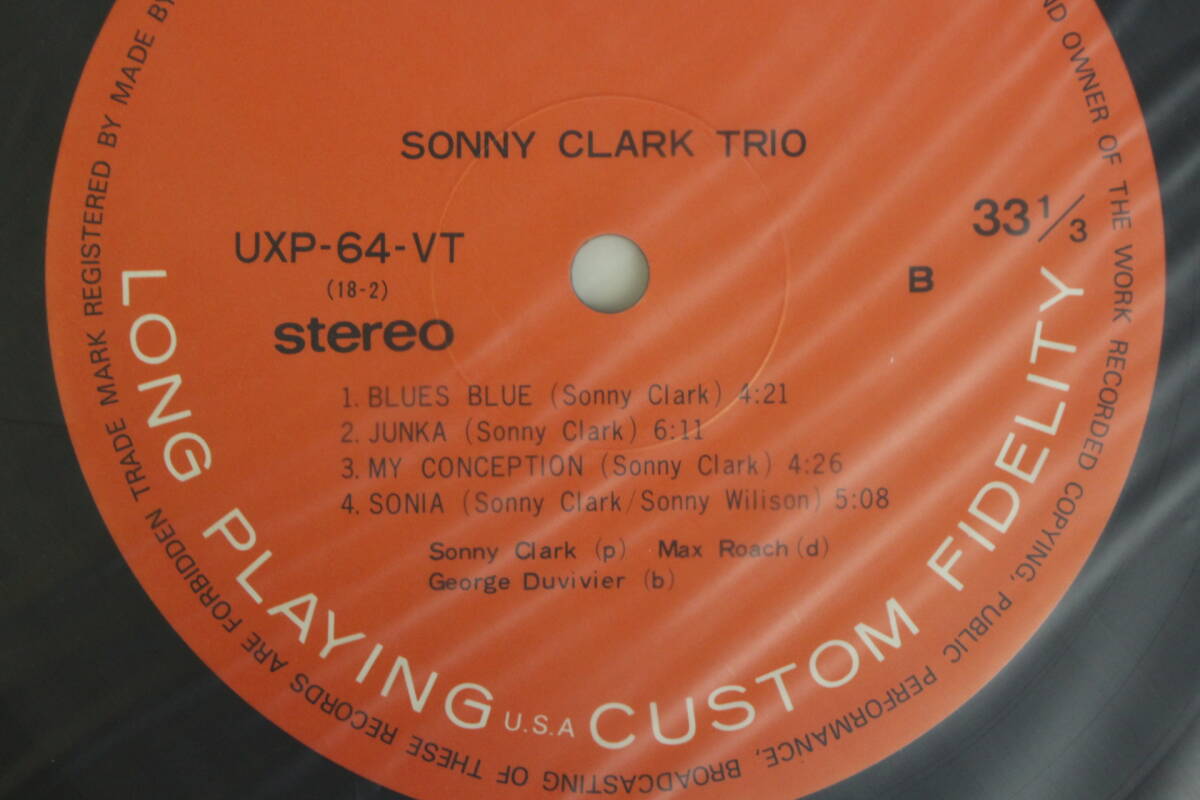 SONNY CLARK TRIO
UXP-64-VT
(18-2)
stereo
33 1/3
B
1. BLUES BLUE (Sonny Clark) 4:21
2. JUNKA (Sonny Clark) 6:11
3. MY CONCEPTION (Sonny Clark) 4:26
4. SONIA (Sonny Clark/Sonny Wilison) 5:08
Sonny Clark (p) Max Roach (d)
George Duvivier (b)
LONG PLAYING U.S.A CUSTOM FIDELITY
TRADE MARK REGISTERED BY MADE BY
ND OWNER OF THE WORK RECORDED COPYING, PUBLIC PERFORMANCE, BROADCASTING OF THESE RECORDS ARE FORBIDDEN